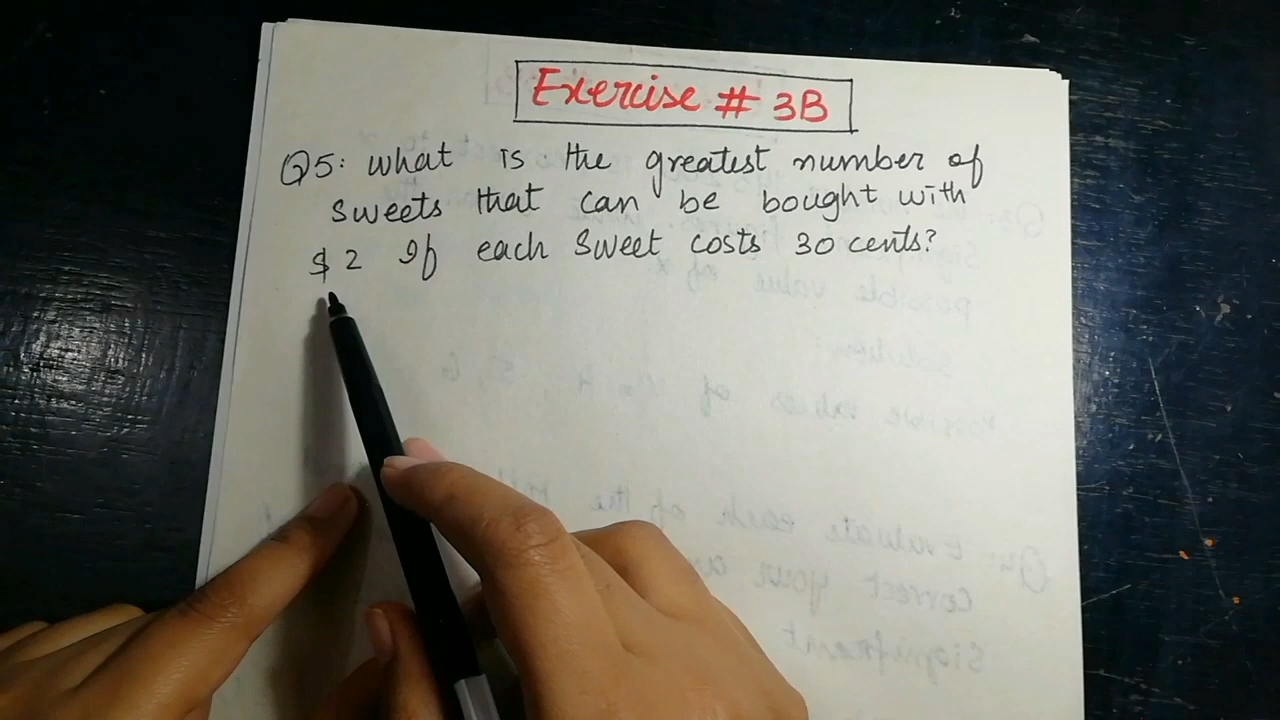 Exercise # 3B
Q5: what is the greatest number of
sweets that can be bought with
$ 2 If each sweet costs 30 cents?